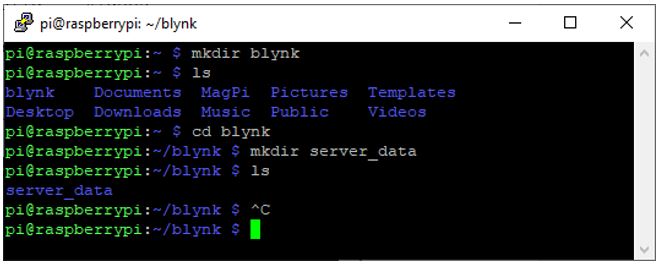 pi@raspberrypi: ~/blynk
pi@raspberrypi:~ $ mkdir blynk
pi@raspberrypi:~ $ ls
blynk Documents MagPi Pictures Templates
Desktop Downloads Music Public Videos
pi@raspberrypi:~ $ cd blynk
pi@raspberrypi:~/blynk $ mkdir server_data
pi@raspberrypi:~/blynk $ ls
server_data
pi@raspberrypi:~/blynk $ ^C
pi@raspberrypi:~/blynk $